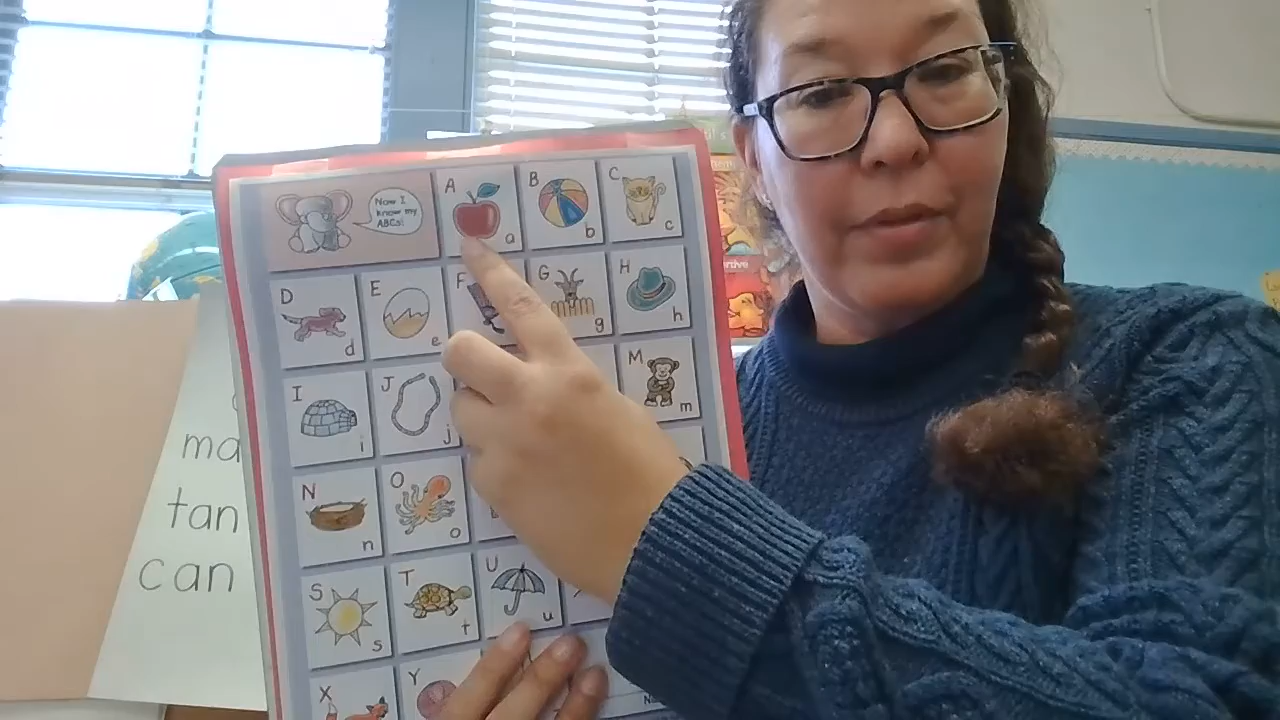 Now I
know my
ABCs!
A a
B b
C c
D d
E e
F
G g
H h
I i
J j
M m
N n
O o
S s
T t
U u
X
Y
ma
tan
can